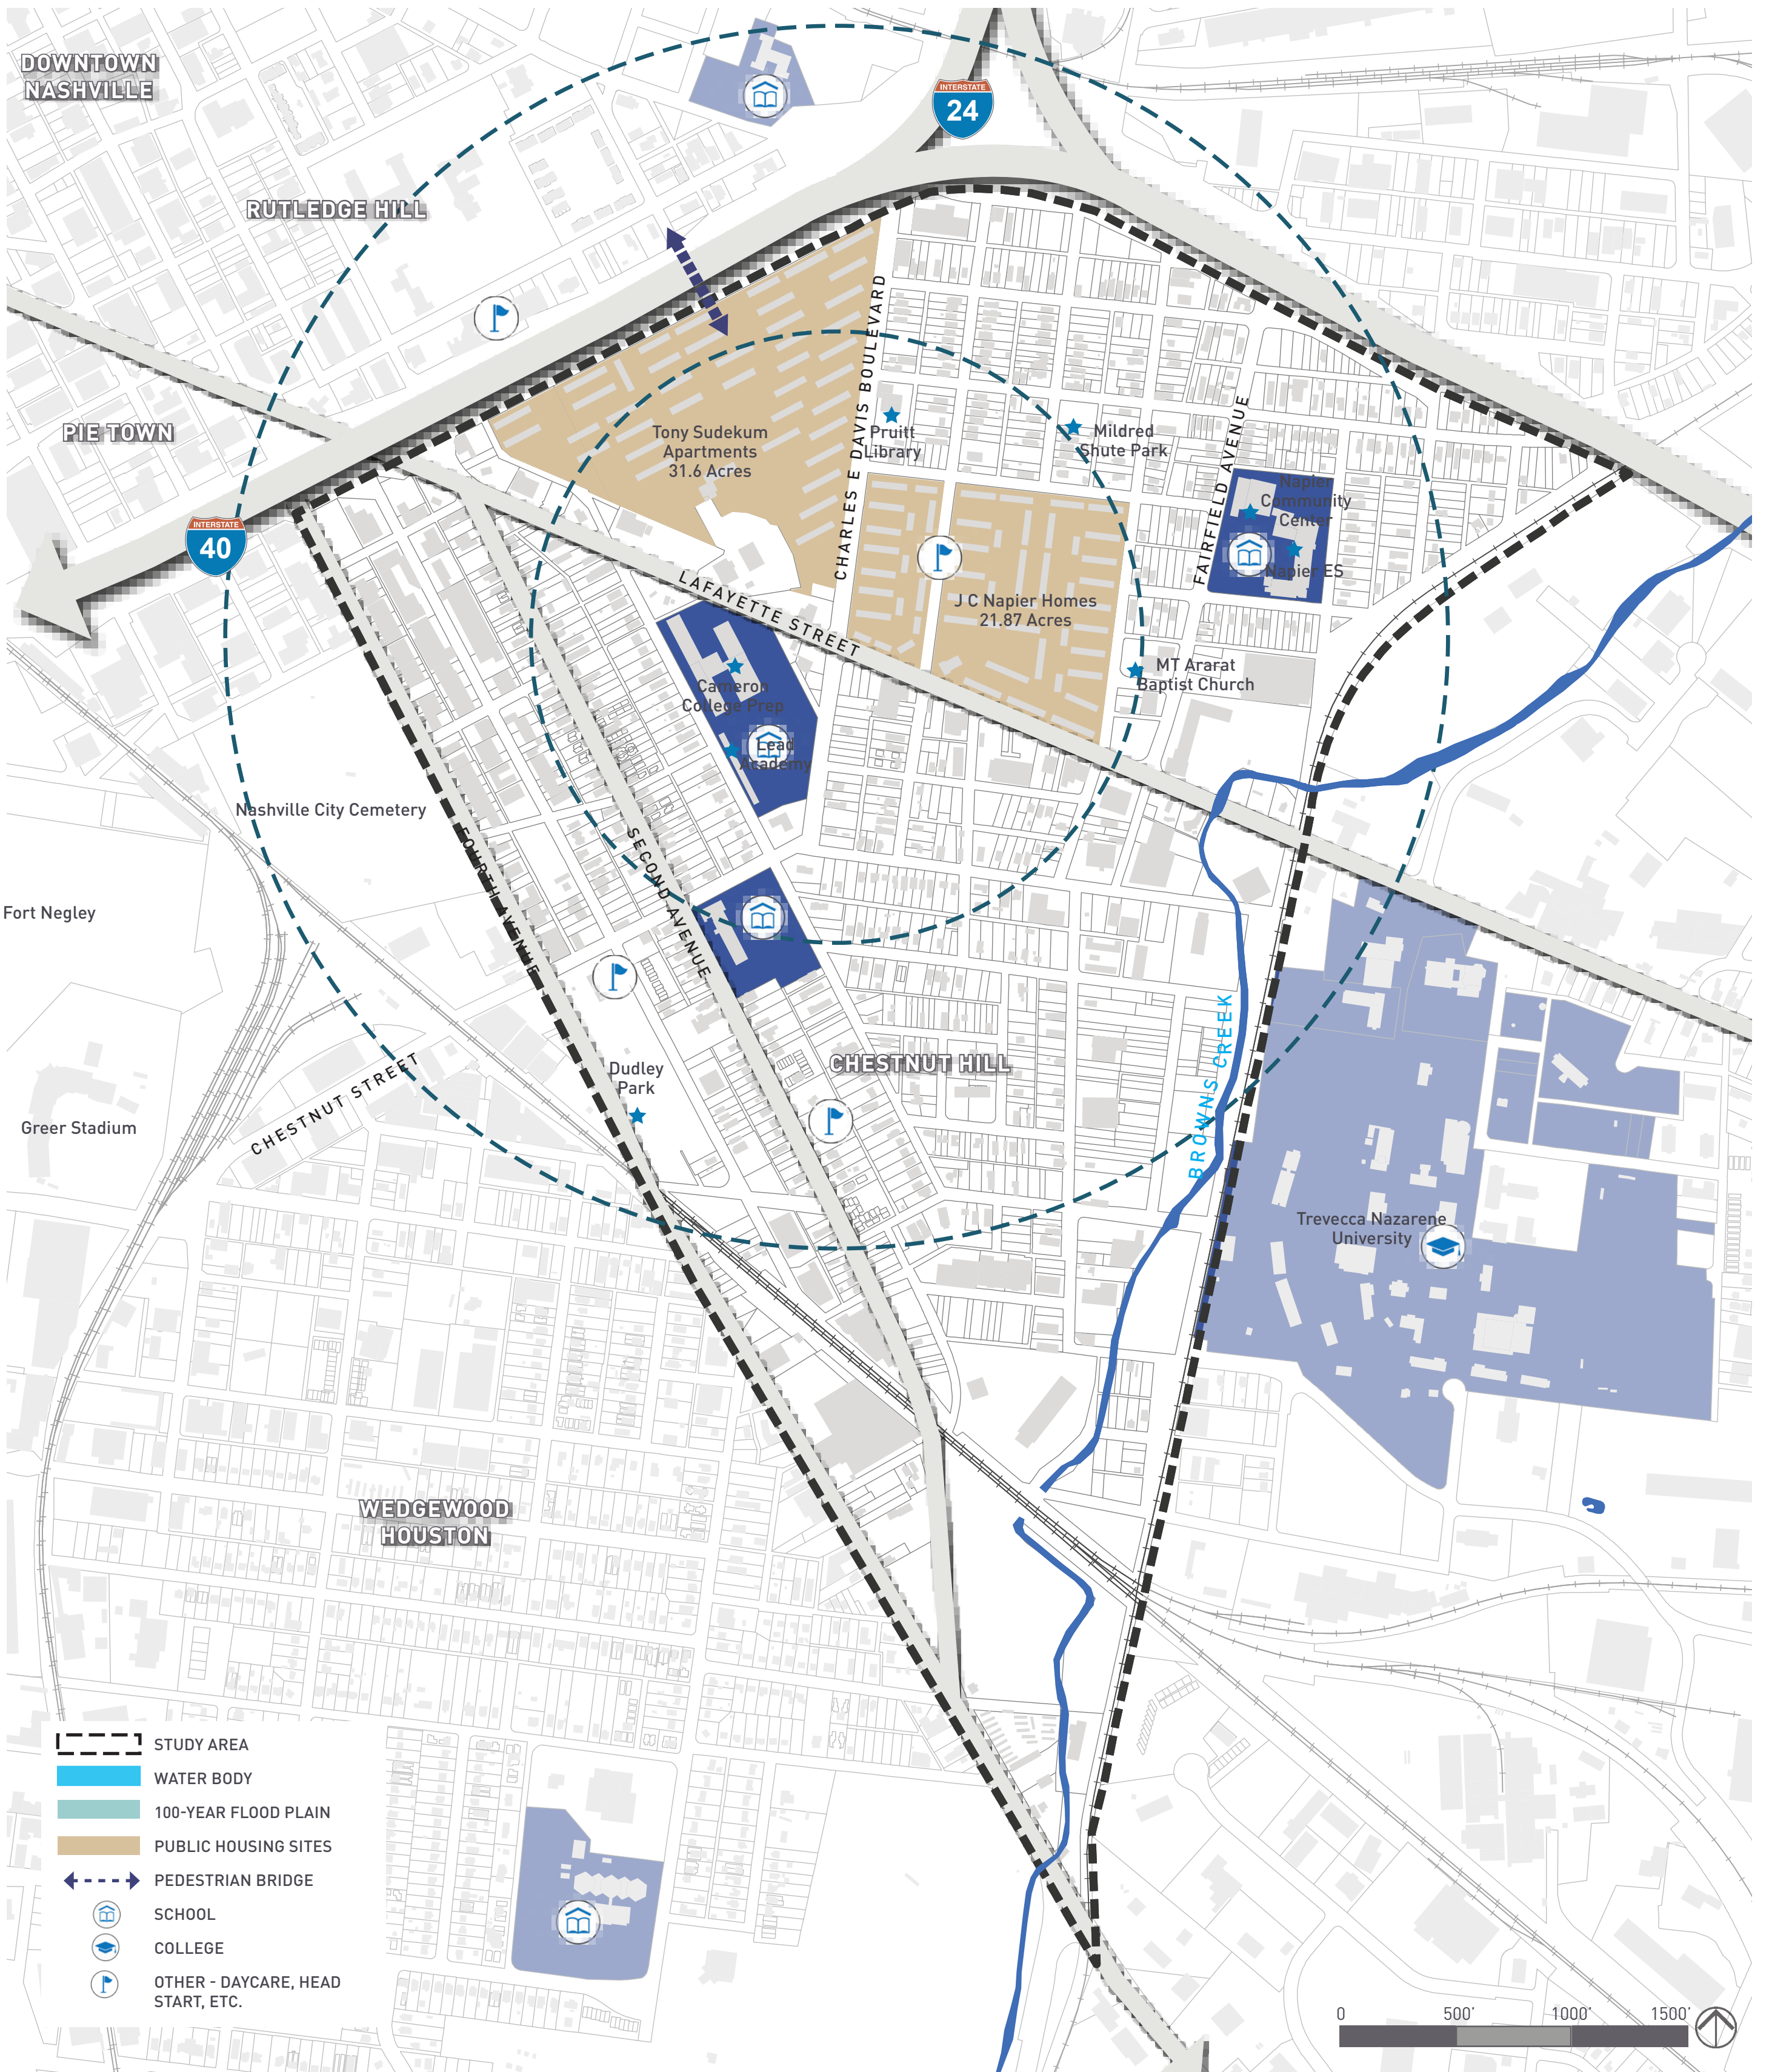 DOWNTOWN
NASHVILLE
INTERSTATE
24
RUTLEDGE HILL
PIE TOWN
INTERSTATE
40
Tony Sudekum
Apartments
31.6 Acres
CHARLES E DAVIS BOULEVARD
Pruitt
Library
Mildred
Shute Park
FAIRFIELD AVENUE
Napier
Community
Center
Napier ES
J C Napier Homes
21.87 Acres
LAFAYETTE STREET
MT Ararat
Baptist Church
Cameron
College Prep
Lead
Academy
Nashville City Cemetery
FOURTH AVENUE
SECOND AVENUE
Fort Negley
CHESTNUT HILL
Dudley
Park
CHESTNUT STREET
Greer Stadium
BROWNS CREEK
Trevecca Nazarene
University
WEDGEWOOD
HOUSTON
STUDY AREA
WATER BODY
100-YEAR FLOOD PLAIN
PUBLIC HOUSING SITES
PEDESTRIAN BRIDGE
SCHOOL
COLLEGE
OTHER - DAYCARE, HEAD
START, ETC.
0 500' 1000' 1500'